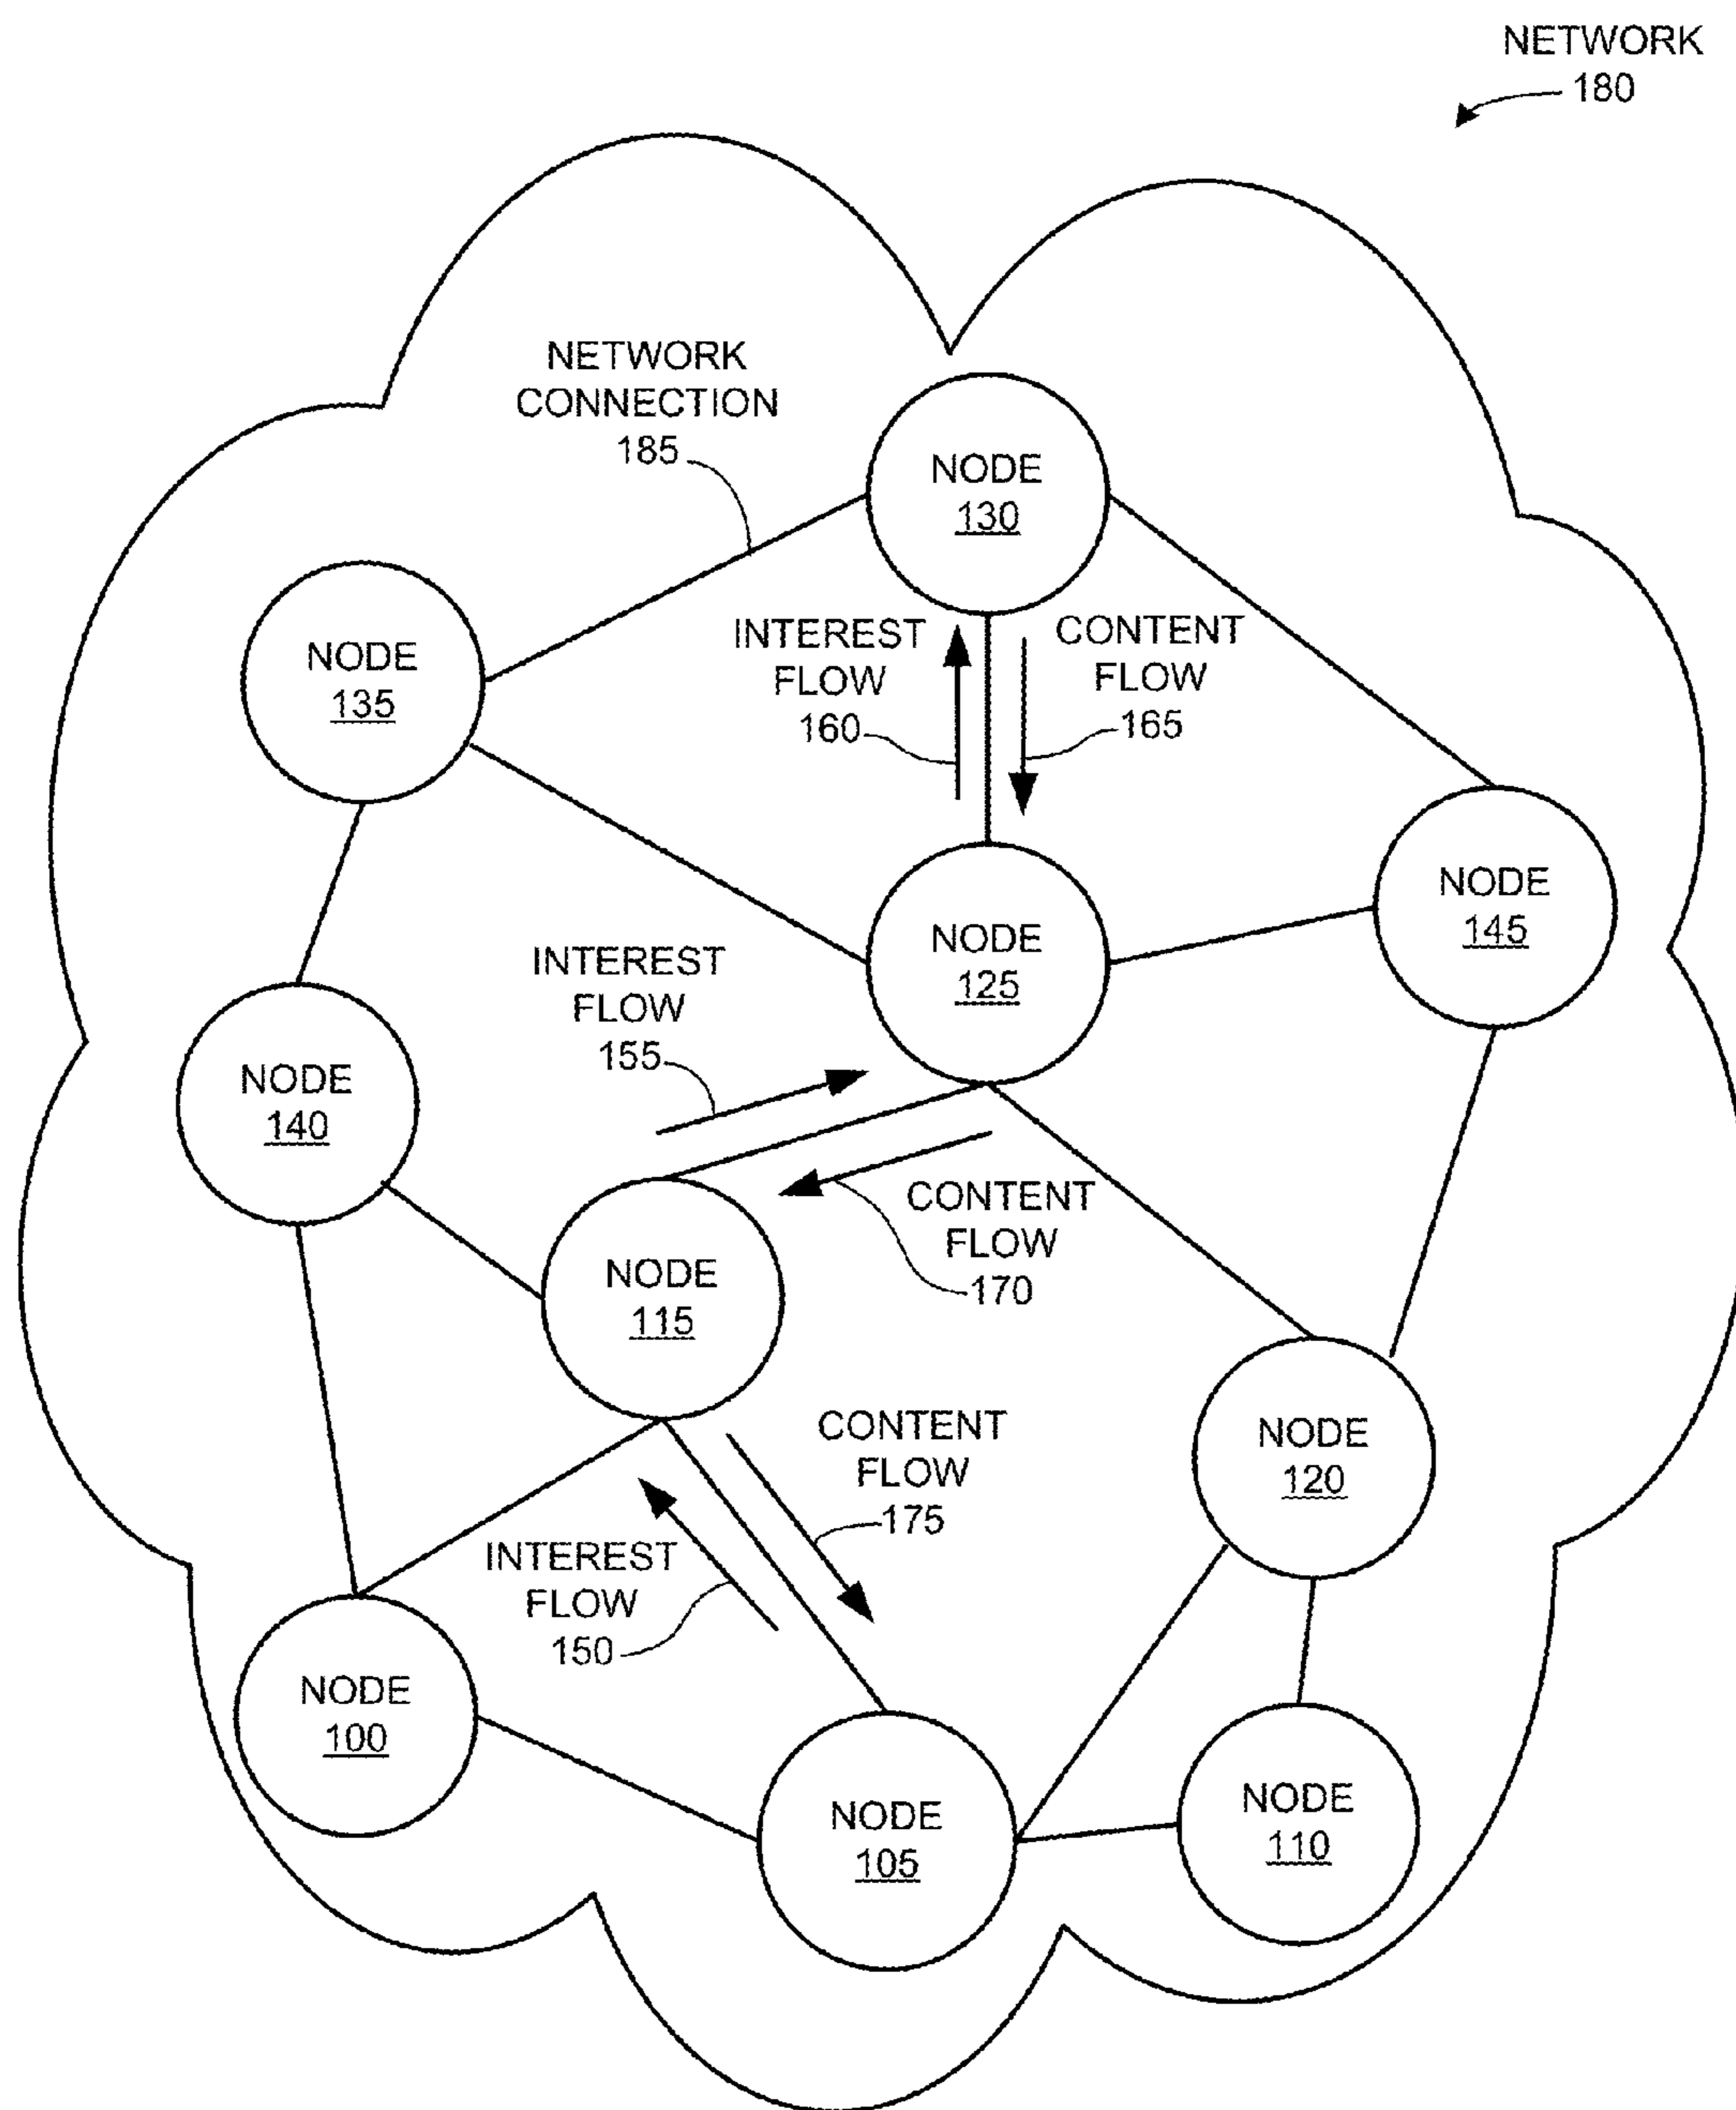 NETWORK
180
NETWORK
CONNECTION
185
NODE
130
NODE
135
INTEREST
FLOW
160
CONTENT
FLOW
165
NODE
145
NODE
125
INTEREST
FLOW
155
NODE
140
CONTENT
FLOW
170
NODE
115
CONTENT
FLOW
175
NODE
120
INTEREST
FLOW
150
NODE
100
NODE
105
NODE
110